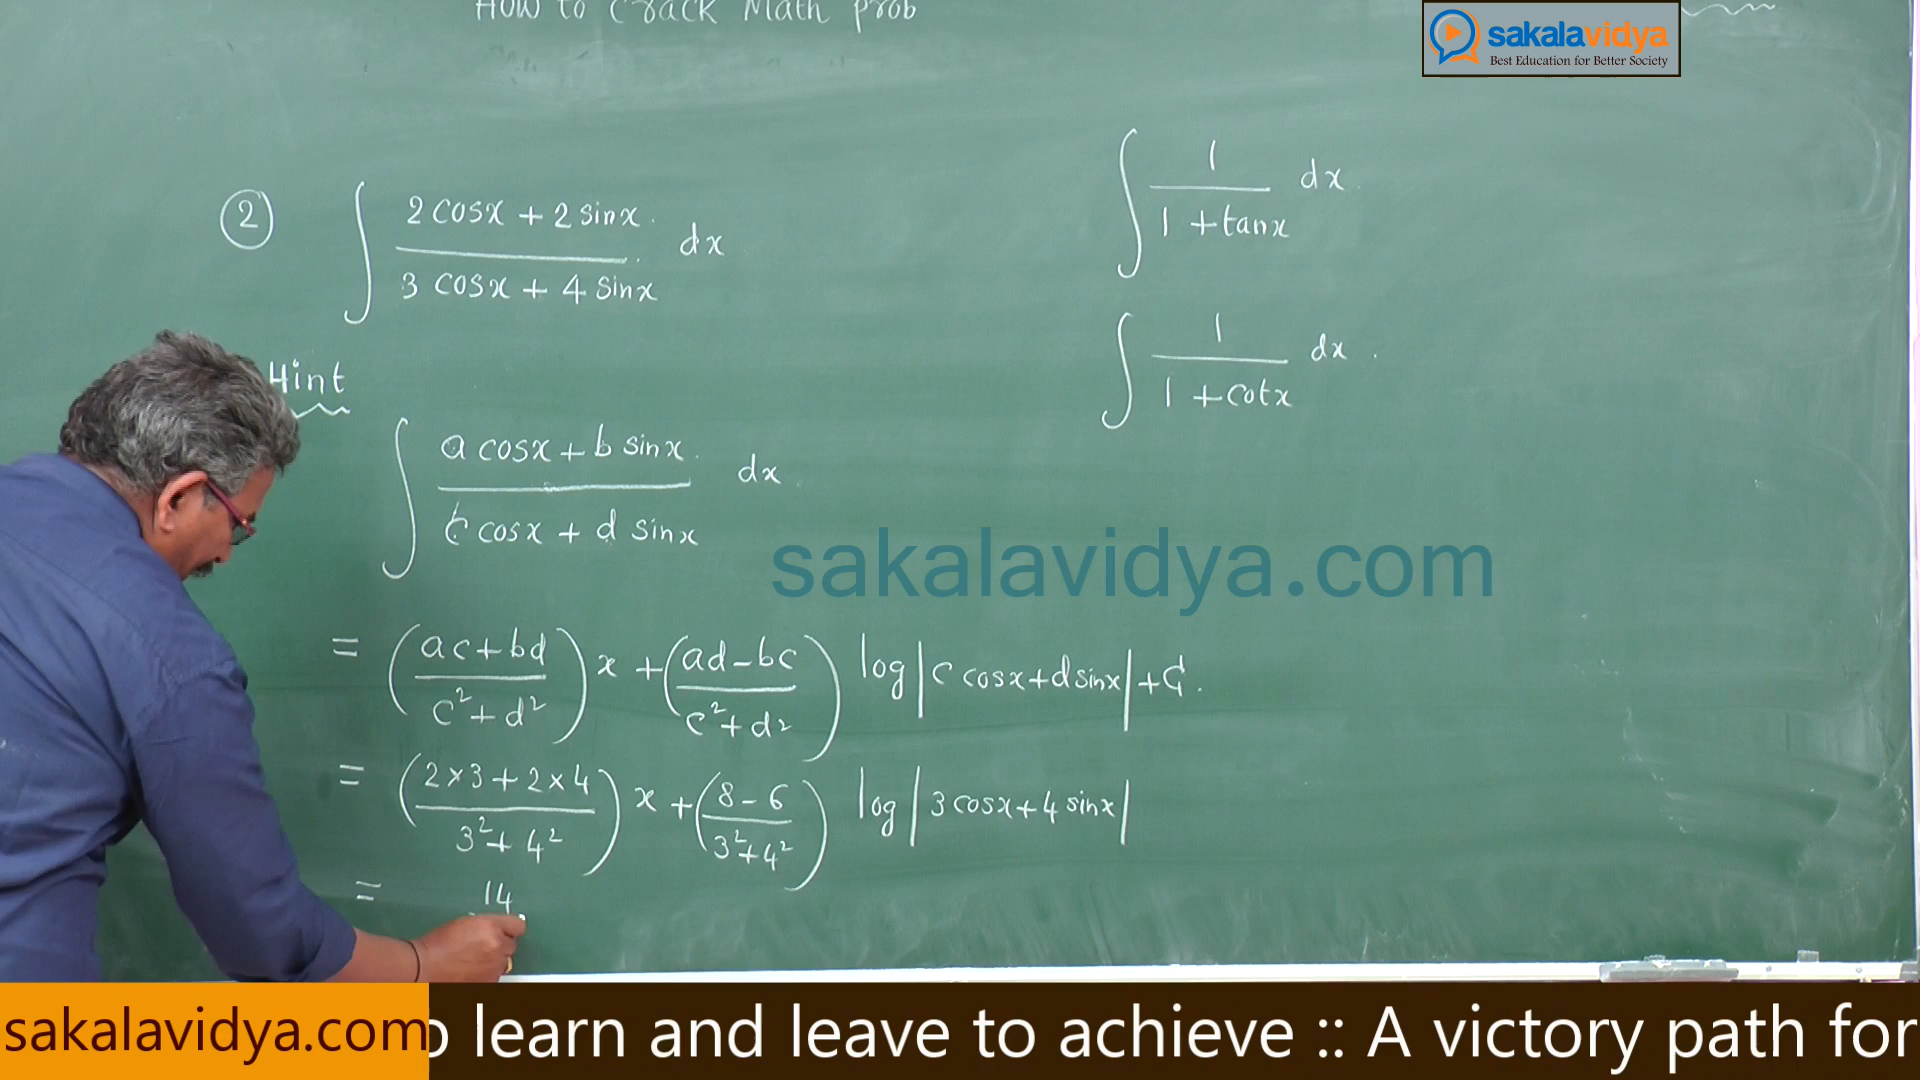 How to Crack Math Prob
sakalavidya
Best Education for Better Society
② ∫ (2 cosx + 2 sinx) / (3 cosx + 4 sinx) dx
∫ 1 / (1 + tanx) dx
∫ 1 / (1 + cotx) dx .
Hint
∫ (a cosx + b sinx) / (c cosx + d sinx) dx
sakalavidya.com
= ((ac+bd) / (c²+d²)) x + ((ad-bc) / (c²+d²)) log|c cosx+d sinx|+C.
= ((2×3+2×4) / (3²+4²)) x + ((8-6) / (3²+4²)) log|3 cosx+4 sinx|
= 14
sakalavidya.com
learn and leave to achieve :: A victory path for